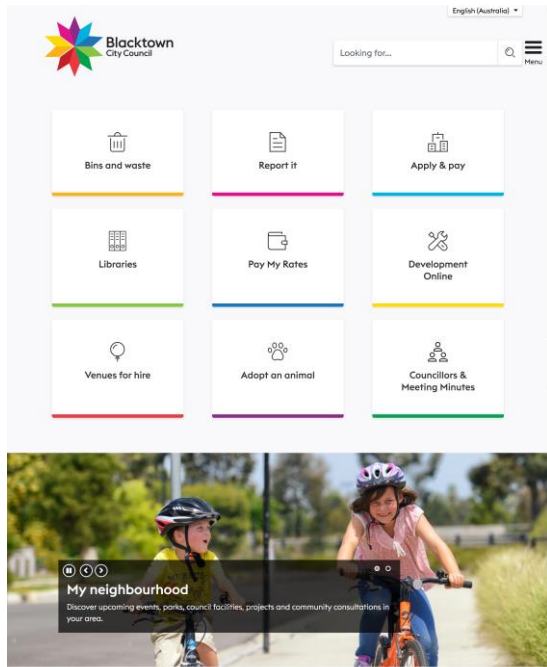 English (Australia)
Blacktown
City Council
Looking for...
Menu
Bins and waste
Report it
Apply & pay
Libraries
Pay My Rates
Development
Online
Venues for hire
Adopt an animal
Councillors &
Meeting Minutes
My neighbourhood
Discover upcoming events, parks, council facilities, projects and community consultations in
your area.